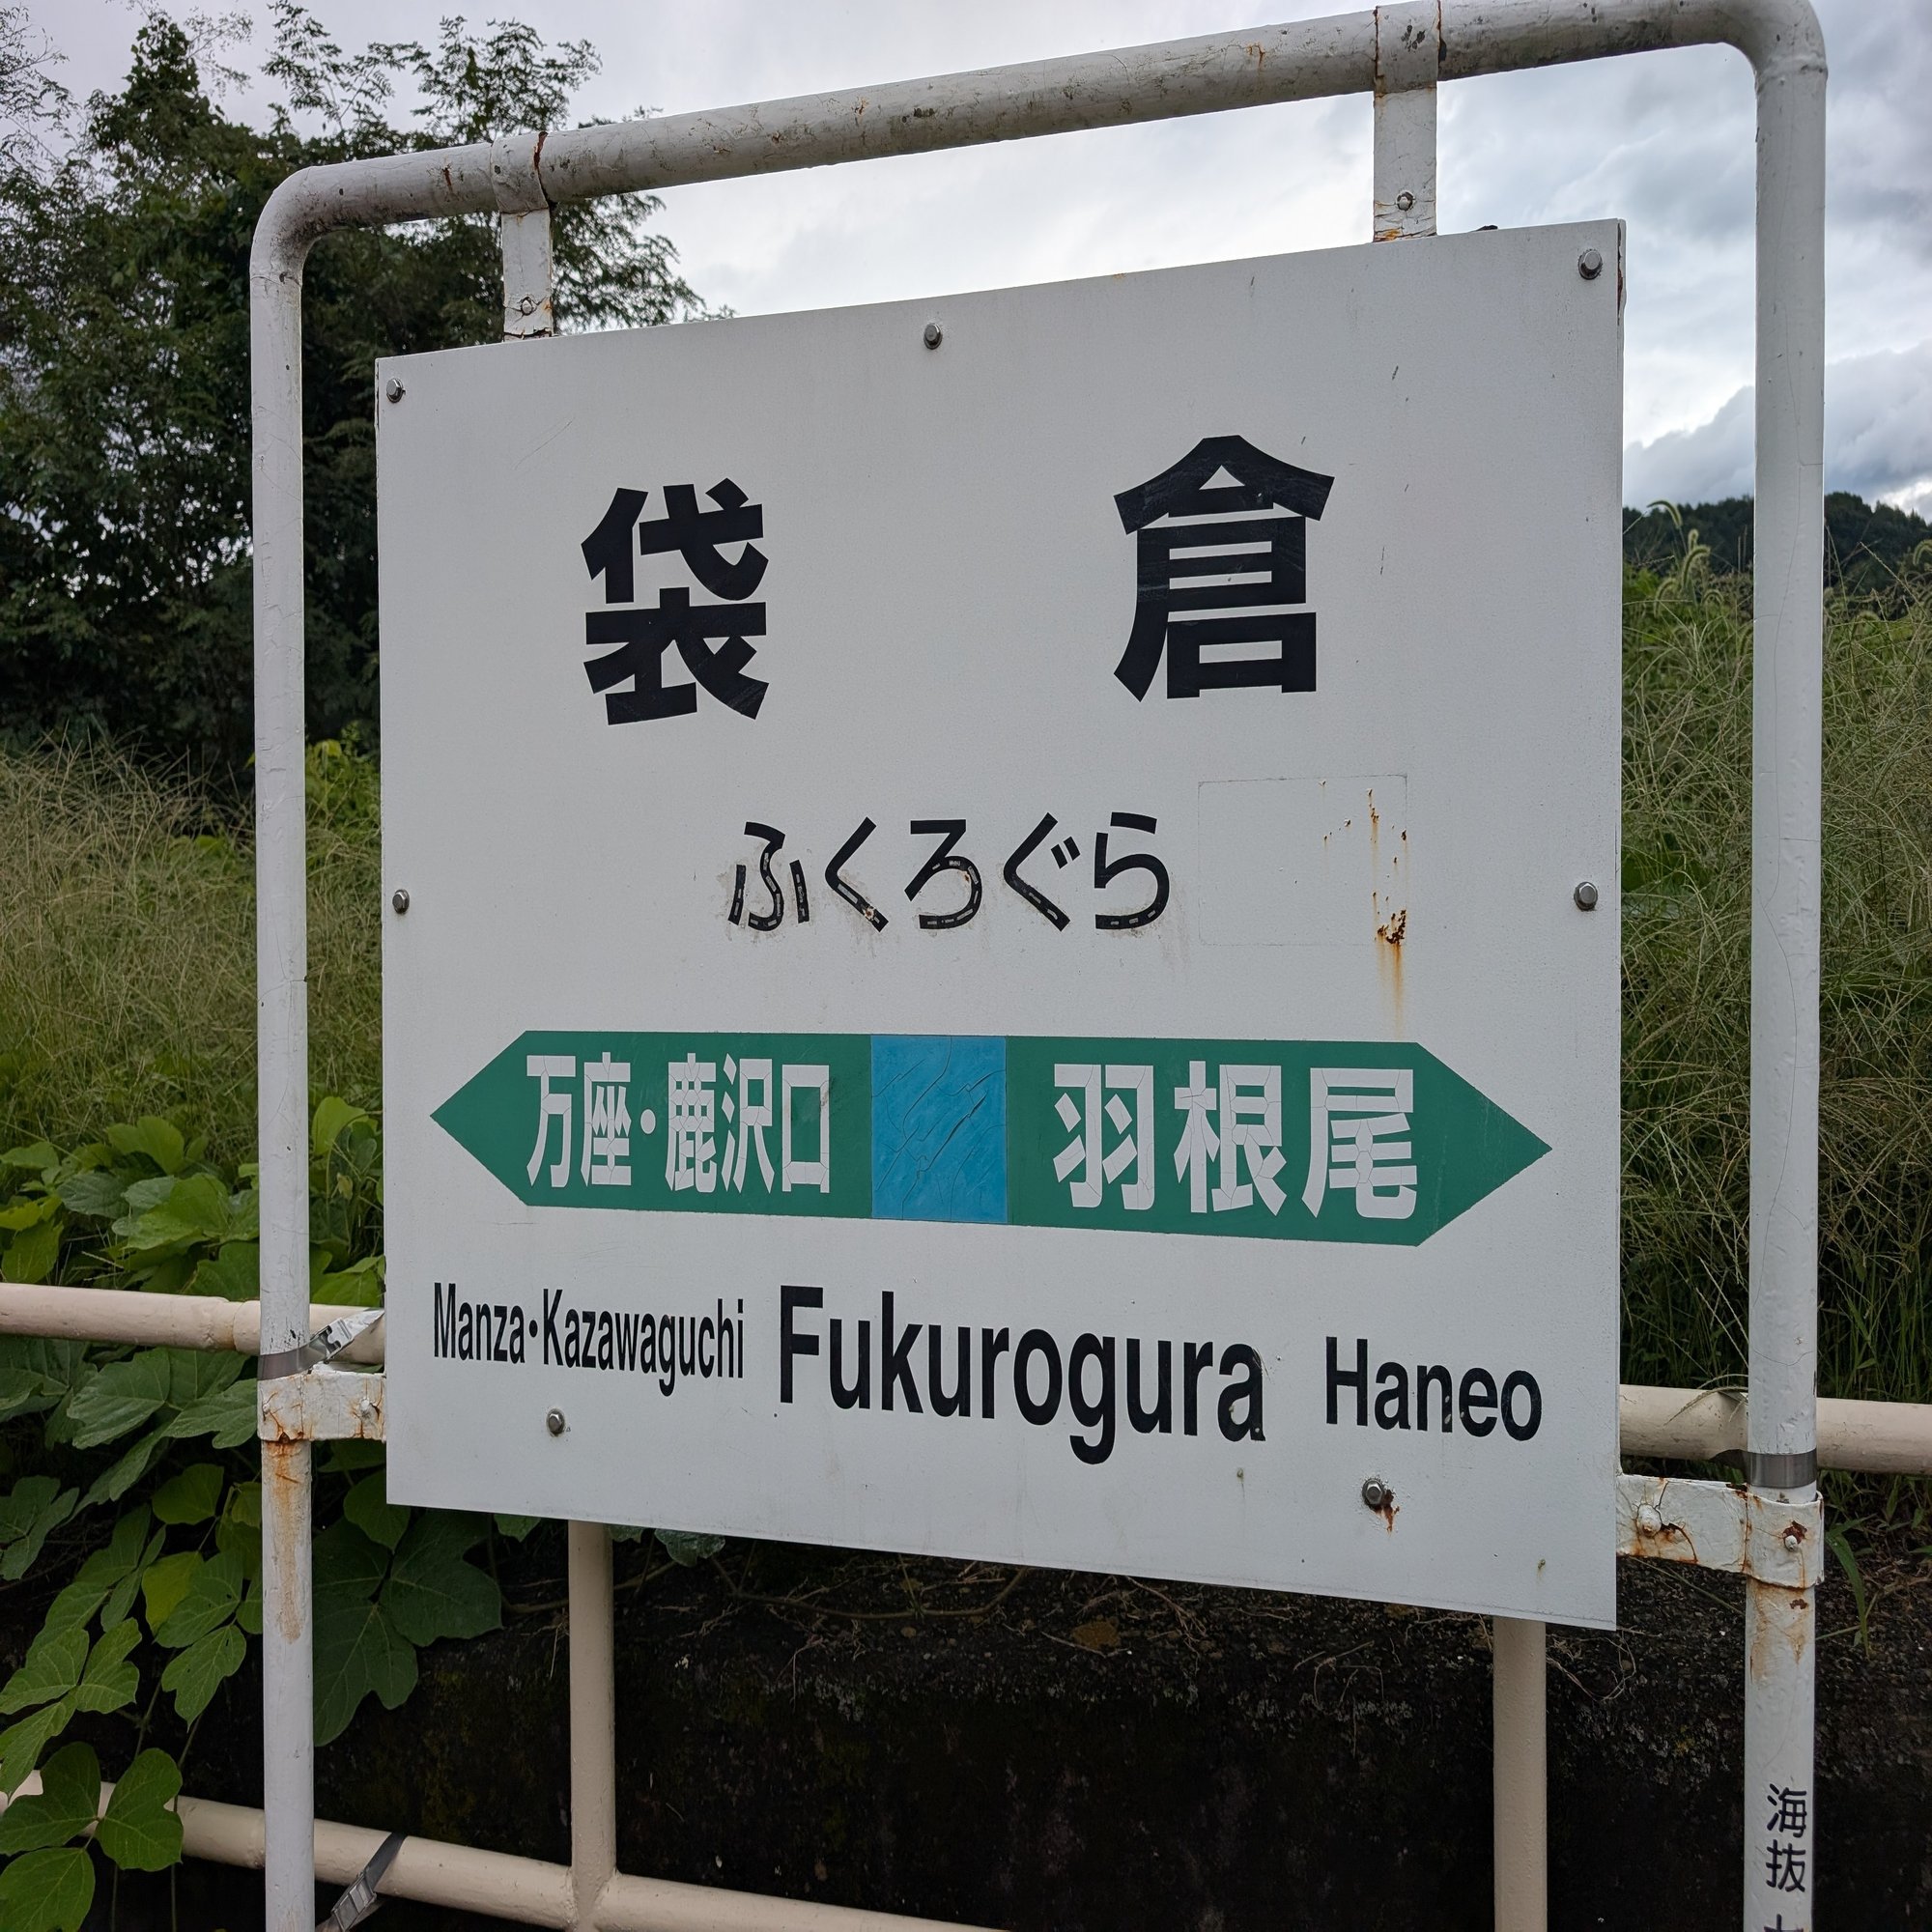 袋 倉
ふくろぐら
万座・鹿沢口 羽根尾
Manza・Kazawaguchi Fukurogura Haneo
海抜